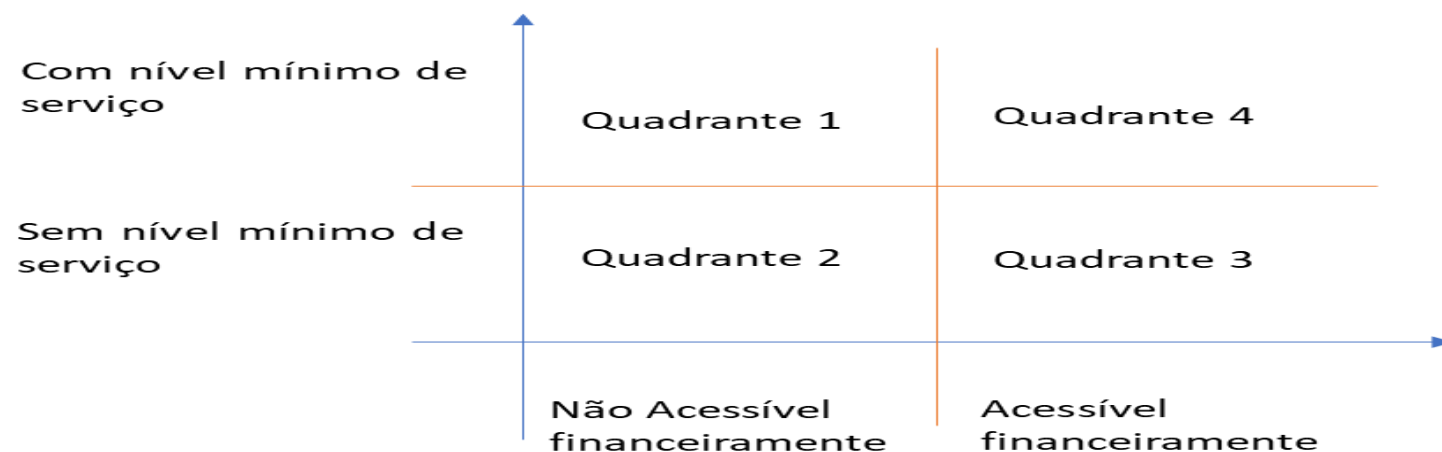 Com nível mínimo de
serviço
Quadrante 1
Quadrante 4
Sem nível mínimo de
serviço
Quadrante 2
Quadrante 3
Não Acessível
financeiramente
Acessível
financeiramente